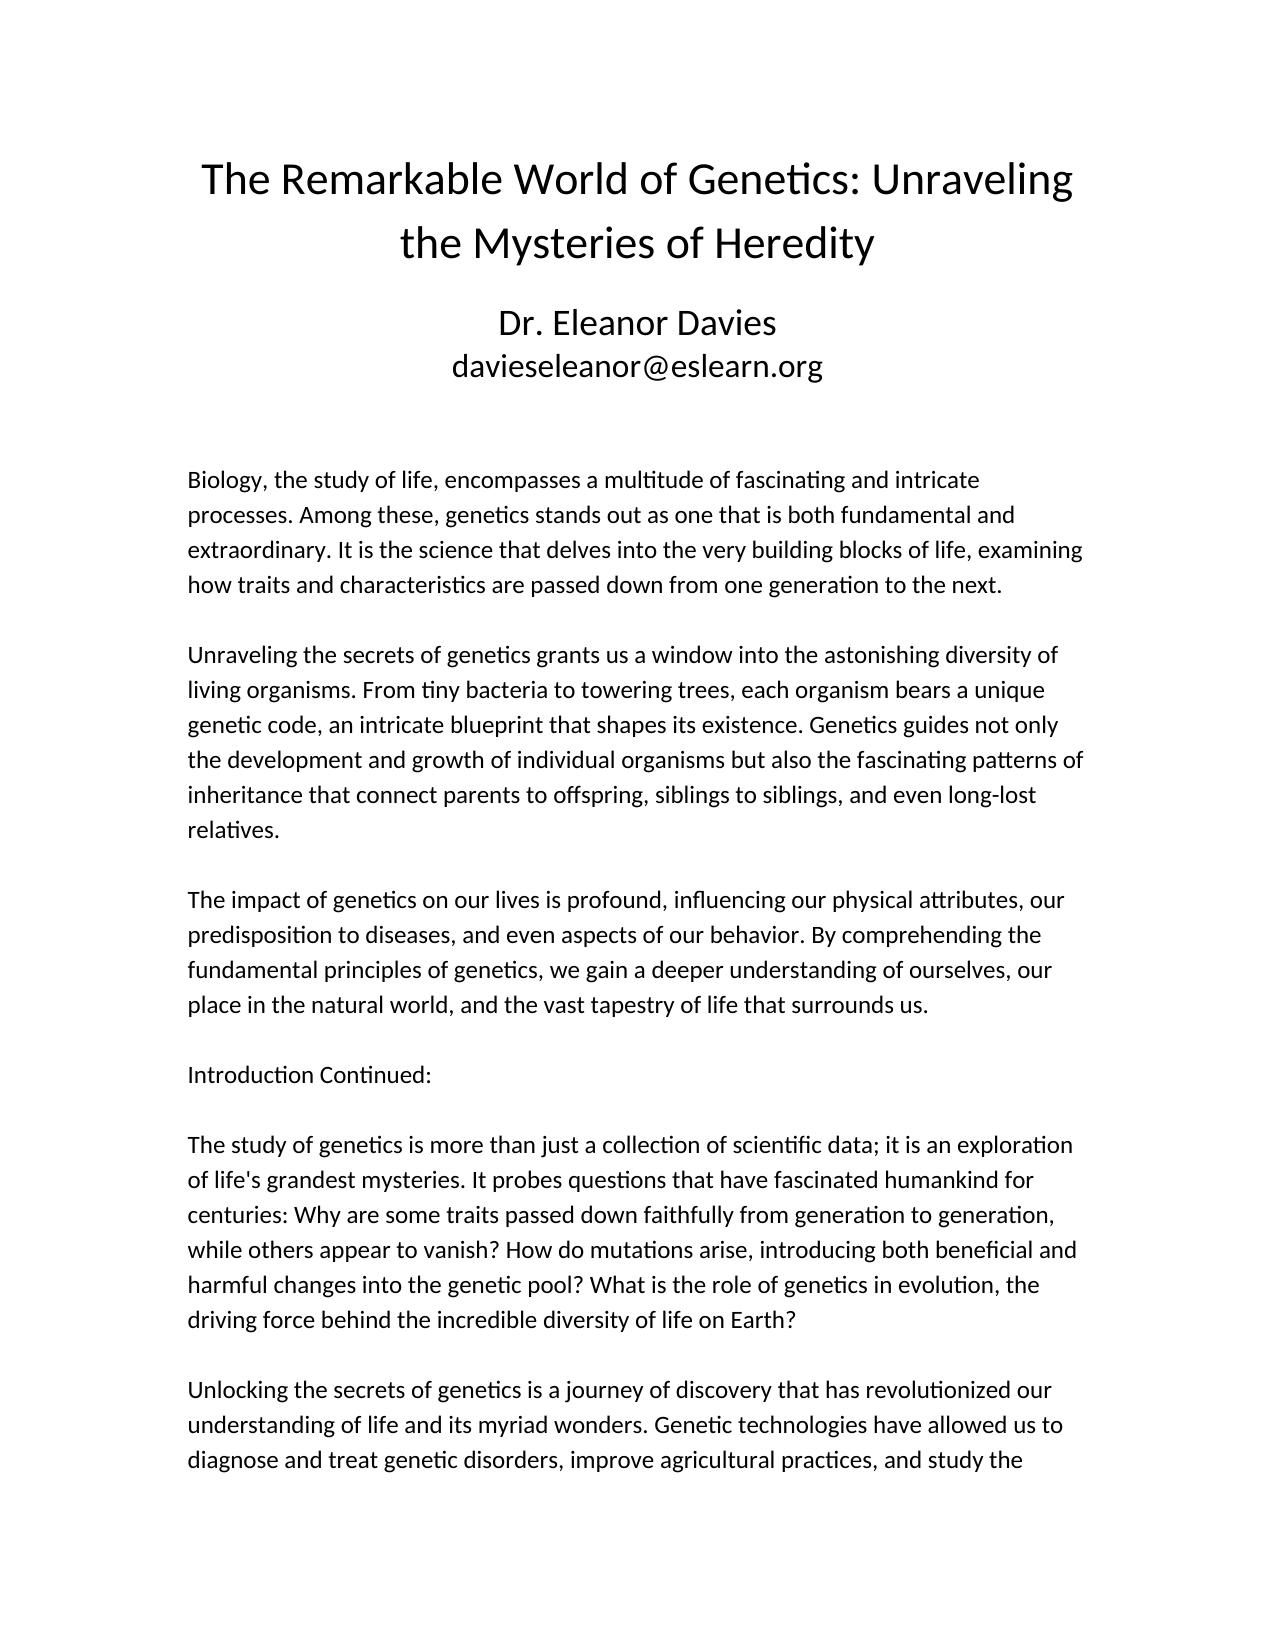 The Remarkable World of Genetics: Unraveling
the Mysteries of Heredity
Dr. Eleanor Davies
davieseleanor@eslearn.org
Biology, the study of life, encompasses a multitude of fascinating and intricate
processes. Among these, genetics stands out as one that is both fundamental and
extraordinary. It is the science that delves into the very building blocks of life, examining
how traits and characteristics are passed down from one generation to the next.
Unraveling the secrets of genetics grants us a window into the astonishing diversity of
living organisms. From tiny bacteria to towering trees, each organism bears a unique
genetic code, an intricate blueprint that shapes its existence. Genetics guides not only
the development and growth of individual organisms but also the fascinating patterns of
inheritance that connect parents to offspring, siblings to siblings, and even long-lost
relatives.
The impact of genetics on our lives is profound, influencing our physical attributes, our
predisposition to diseases, and even aspects of our behavior. By comprehending the
fundamental principles of genetics, we gain a deeper understanding of ourselves, our
place in the natural world, and the vast tapestry of life that surrounds us.
Introduction Continued:
The study of genetics is more than just a collection of scientific data; it is an exploration
of life's grandest mysteries. It probes questions that have fascinated humankind for
centuries: Why are some traits passed down faithfully from generation to generation,
while others appear to vanish? How do mutations arise, introducing both beneficial and
harmful changes into the genetic pool? What is the role of genetics in evolution, the
driving force behind the incredible diversity of life on Earth?
Unlocking the secrets of genetics is a journey of discovery that has revolutionized our
understanding of life and its myriad wonders. Genetic technologies have allowed us to
diagnose and treat genetic disorders, improve agricultural practices, and study the